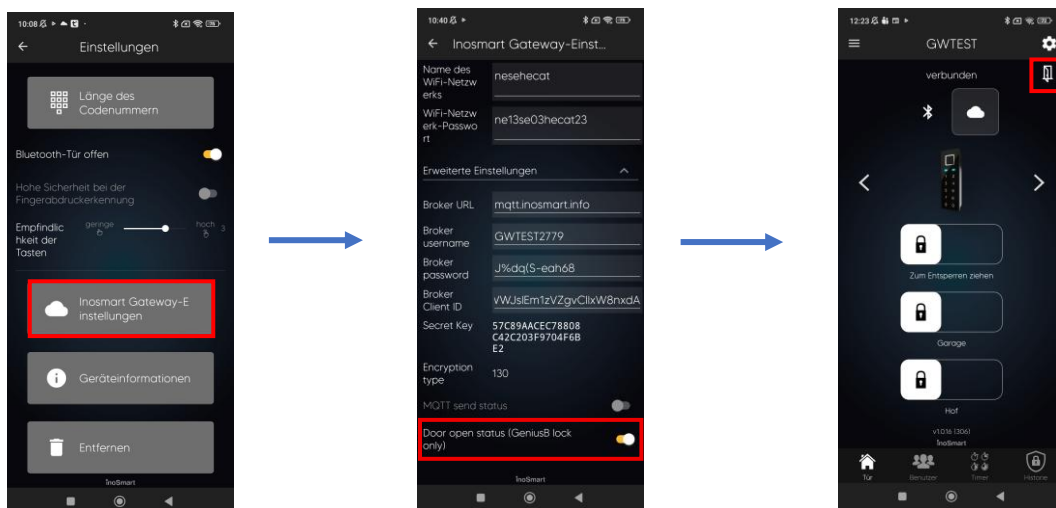 10:08
Einstellungen
Länge des
Codenummern
Bluetooth-Tür offen
Hohe Sicherheit bei der
Fingerabdruckerkennung
Empfindlic
hkeit der
Tasten
geringe
hoch
3
Inosmart Gateway-E
instellungen
Geräteinformationen
Entfernen
InoSmart
10:40
Inosmart Gateway-Einst...
Name des
WiFi-Netzw
erks
nesehecat
WiFi-Netzw
erk-Passwo
rt
ne13se03hecat23
Erweiterte Einstellungen
Broker URL
mqtt.inosmart.info
Broker
username
GWTEST2779
Broker
password
J%dq(S-eah68
Broker
Client ID
VWJslEm1zVZgvCllxW8nxdA
Secret Key
57C89AACEC78808
C42C203F9704F6B
E2
Encryption
type
130
MQTT send status
Door open status (GeniusB lock
only)
InoSmart
12:23
GWTEST
verbunden
Zum Entsperren ziehen
Garage
Hof
v1.016 (306)
InoSmart
Tür
Benutzer
Timer
Historie